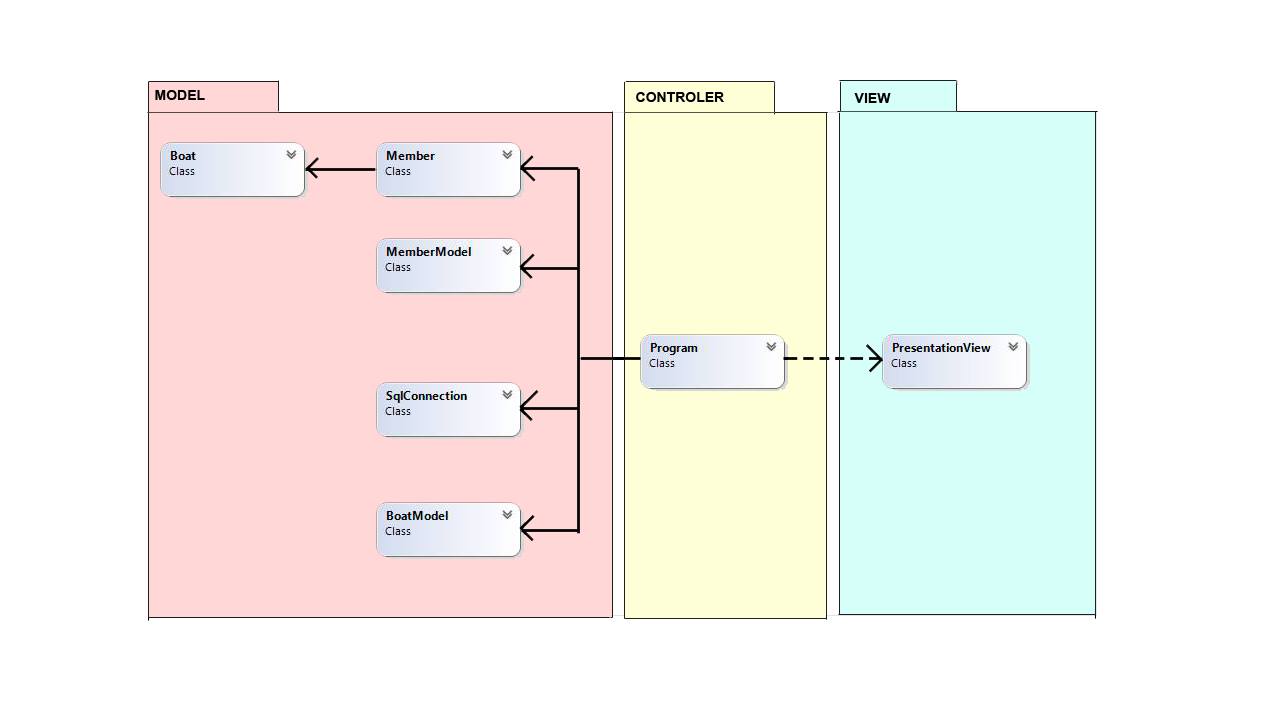 MODEL
CONTROLER
VIEW
Boat
Class
Member
Class
MemberModel
Class
Program
Class
PresentationView
Class
SqlConnection
Class
BoatModel
Class